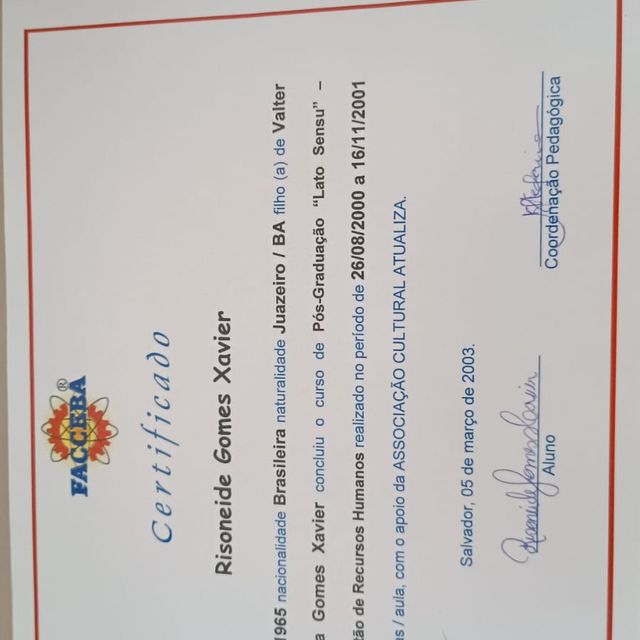 FACCEBA ®
Certificado
Risoneide Gomes Xavier
1965 nacionalidade Brasileira naturalidade Juazeiro / BA filho (a) de Valter
a Gomes Xavier concluiu o curso de Pós-Graduação “Lato Sensu” –
tão de Recursos Humanos realizado no período de 26/08/2000 a 16/11/2001
as / aula, com o apoio da ASSOCIAÇÃO CULTURAL ATUALIZA.
Salvador, 05 de março de 2003.
Aluno
Coordenação Pedagógica